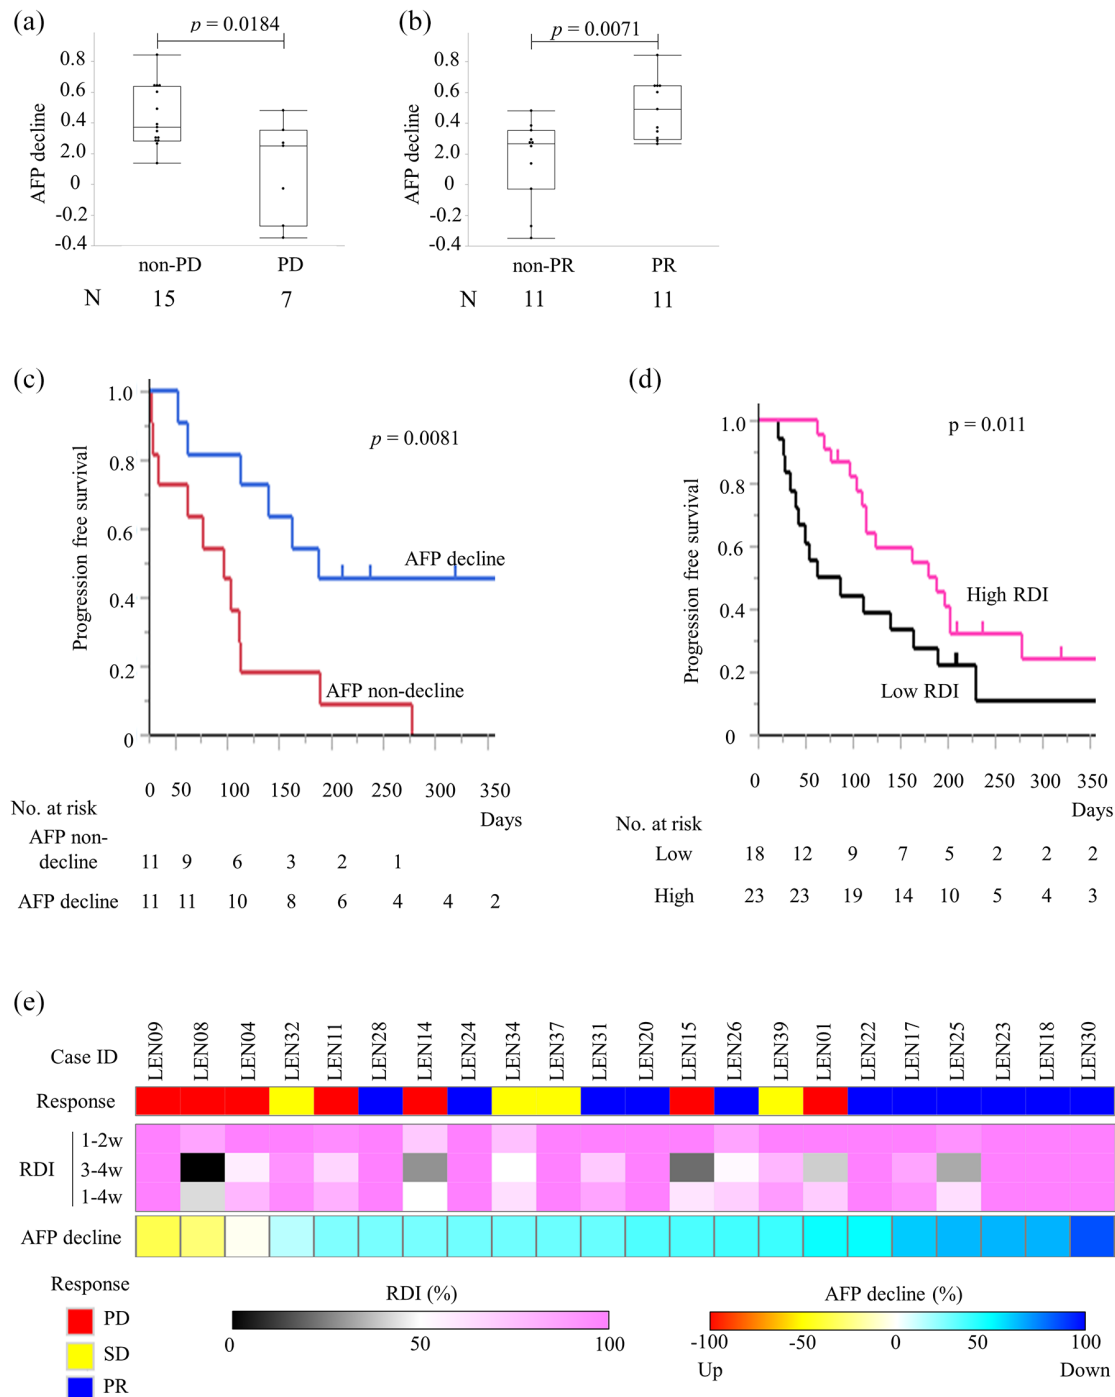 (a)
p = 0.0184
AFP decline
0.8
0.6
0.4
2.0
0
-0.2
-0.4
non-PD PD
N 15 7
(b)
p = 0.0071
AFP decline
0.8
0.6
0.4
2.0
0
-0.2
-0.4
non-PR PR
N 11 11
(c)
Progression free survival
1.0
0.8
0.6
0.4
0.2
0
p = 0.0081
AFP decline
AFP non-decline
0 50 100 200 250 300 350
Days
No. at risk
AFP non-
decline 11 9 6 3 2 1
AFP decline 11 11 10 8 6 4 4 2
(d)
Progression free survival
1.0
0.8
0.6
0.4
0.2
0
p = 0.011
High RDI
Low RDI
0 50 100 150 200 250 300 350
Days
No. at risk
Low 18 12 9 7 5 2 2 2
High 23 23 19 14 10 5 4 3
(e)
Case ID LEN09 LEN08 LEN04 LEN32 LEN11 LEN28 LEN14 LEN24 LEN34 LEN37 LEN31 LEN20 LEN15 LEN26 LEN39 LEN01 LEN22 LEN17 LEN25 LEN23 LEN18 LEN30
Response
RDI
1-2w
3-4w
1-4w
AFP decline
Response
PD
SD
PR
RDI (%)
0 50 100
AFP decline (%)
-100 -50 0 50 100
Up Down